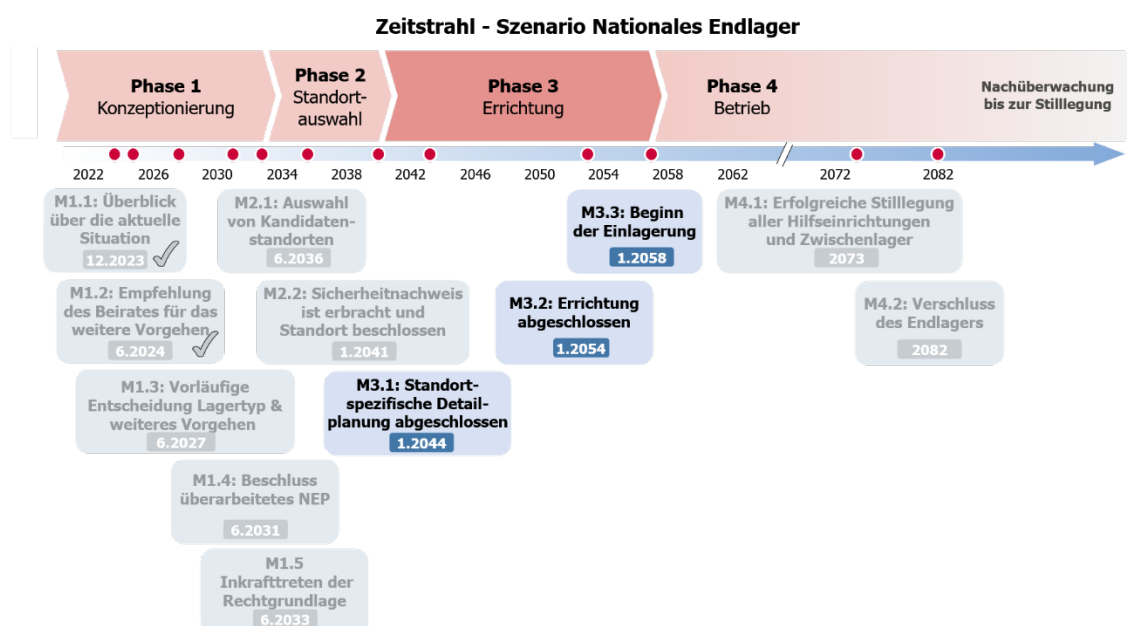 Zeitstrahl - Szenario Nationales Endlager
Phase 1
Konzeptionierung
Phase 2
Standort-
auswahl
Phase 3
Errichtung
Phase 4
Betrieb
Nachüberwachung
bis zur Stilllegung
2022 2026 2030 2034 2038 2042 2046 2050 2054 2058 2062 2072 2082
M1.1: Überblick
über die aktuelle
Situation
12.2023
M2.1: Auswahl
von Kandidaten-
standorten
6.2036
M3.3: Beginn
der Einlagerung
1.2058
M4.1: Erfolgreiche Stilllegung
aller Hilfseinrichtungen
und Zwischenlager
2073
M1.2: Empfehlung
des Beirates für das
weitere Vorgehen
6.2024
M2.2: Sicherheitnachweis
ist erbracht und
Standort beschlossen
1.2041
M3.2: Errichtung
abgeschlossen
1.2054
M4.2: Verschluss
des Endlagers
2082
M1.3: Vorläufige
Entscheidung Lagertyp &
weiteres Vorgehen
6.2027
M3.1: Standort-
spezifische Detail-
planung abgeschlossen
1.2044
M1.4: Beschluss
überarbeitetes NEP
6.2031
M1.5
Inkrafttreten der
Rechtgrundlage
6.2033